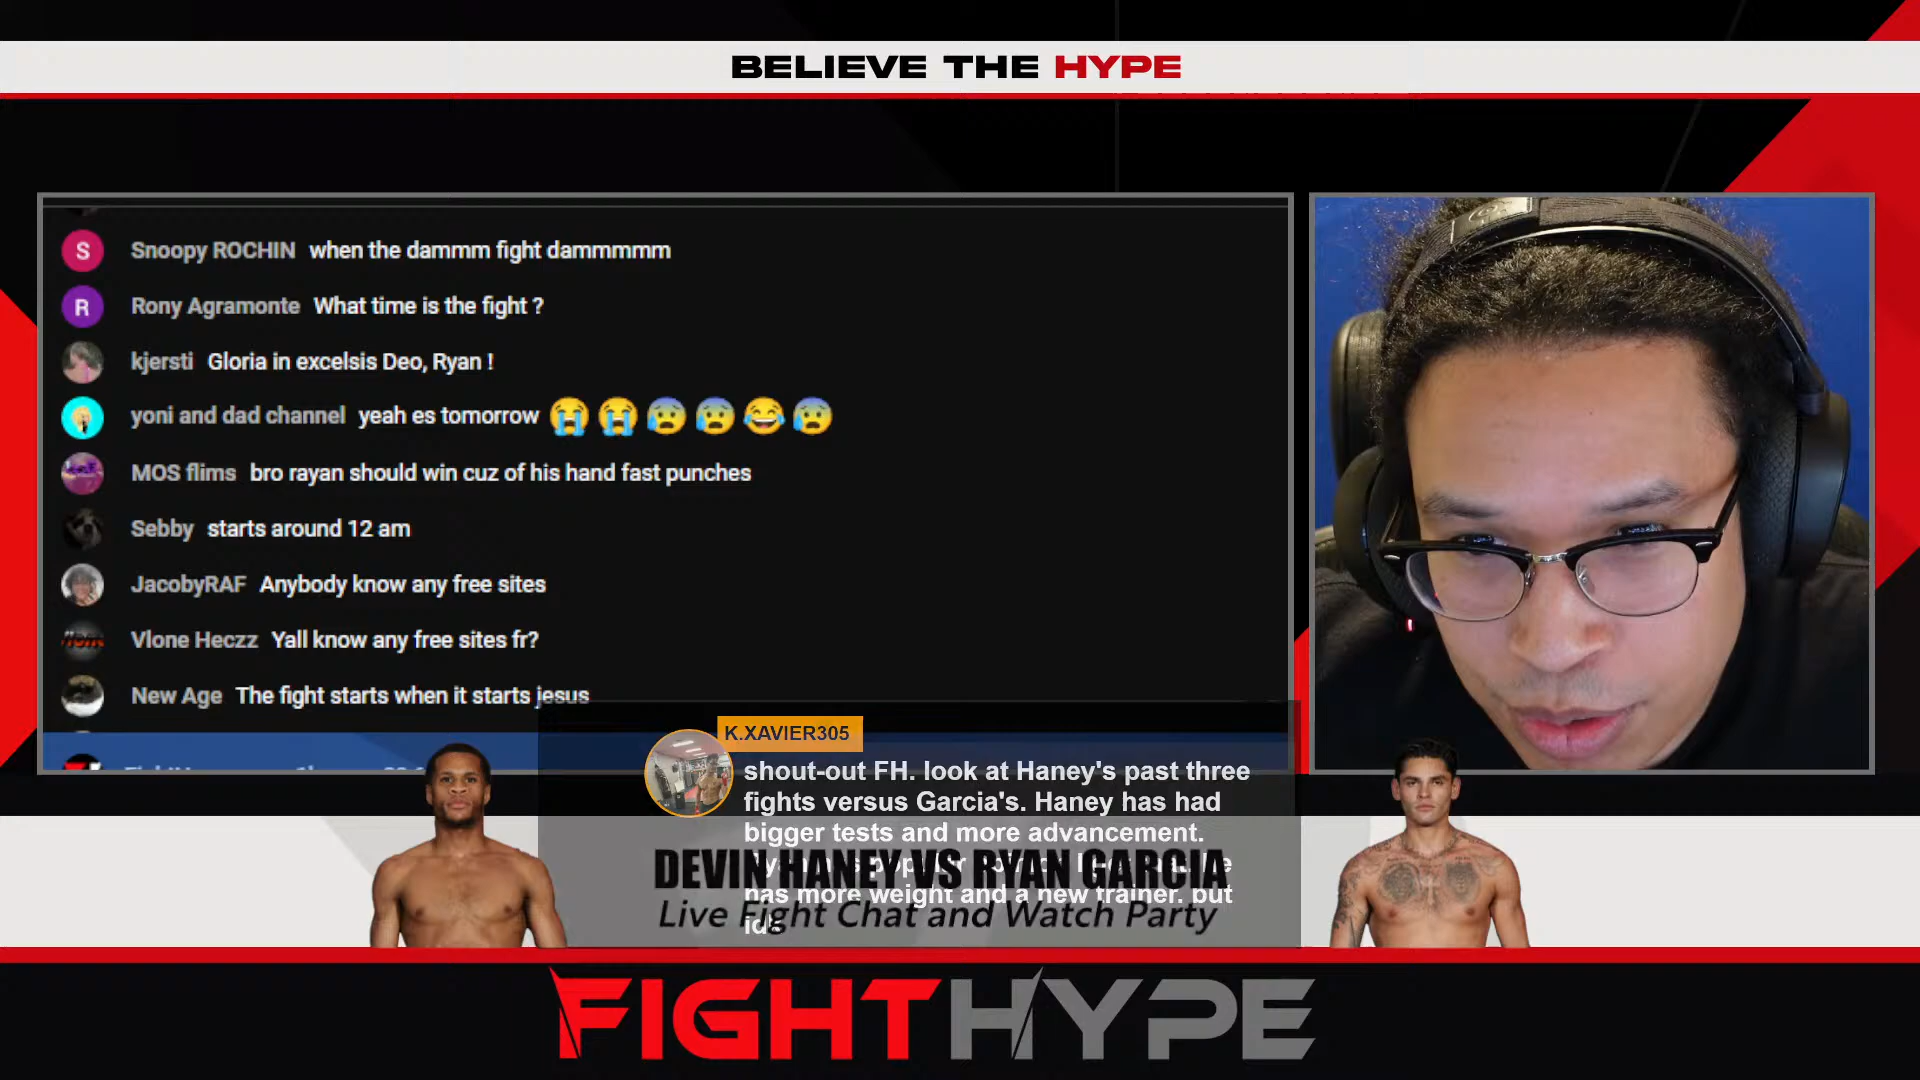 BELIEVE THE HYPE
S Snoopy ROCHIN when the dammm fight dammmmm
R Rony Agramonte What time is the fight ?
kjersti Gloria in excelsis Deo, Ryan !
yoni and dad channel yeah es tomorrow 😭😭😰😰😂😰
MOS flims bro rayan should win cuz of his hand fast punches
Sebby starts around 12 am
JacobyRAF Anybody know any free sites
Vlone Heczz Yall know any free sites fr?
New Age The fight starts when it starts jesus
K.XAVIER305
shout-out FH. look at Haney's past three
fights versus Garcia's. Haney has had
bigger tests and more advancement.
has more weight and a new trainer. but
idk
DEVIN HANEY VS RYAN GARCIA
Live Fight Chat and Watch Party
FIGHTHYPE